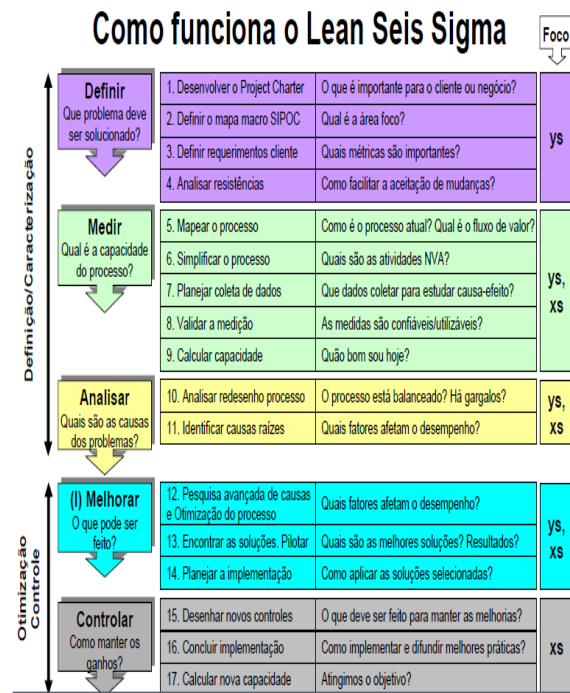 Como funciona o Lean Seis Sigma
Foco
Definição/Caracterização
Definir
Que problema deve
ser solucionado?
1. Desenvolver o Project Charter
O que é importante para o cliente ou negócio?
2. Definir o mapa macro SIPOC
Qual é a área foco?
3. Definir requerimentos cliente
Quais métricas são importantes?
4. Analisar resistências
Como facilitar a aceitação de mudanças?
ys
Medir
Qual é a capacidade
do processo?
5. Mapear o processo
Como é o processo atual? Qual é o fluxo de valor?
6. Simplificar o processo
Quais são as atividades NVA?
7. Planejar coleta de dados
Que dados coletar para estudar causa-efeito?
8. Validar a medição
As medidas são confiáveis/utilizáveis?
9. Calcular capacidade
Quão bom sou hoje?
ys,
xs
Analisar
Quais são as causas
dos problemas?
10. Analisar redesenho processo
O processo está balanceado? Há gargalos?
11. Identificar causas raízes
Quais fatores afetam o desempenho?
ys,
xs
Otimização
Controle
(I) Melhorar
O que pode ser
feito?
12. Pesquisa avançada de causas
e Otimização do processo
Quais fatores afetam o desempenho?
13. Encontrar as soluções. Pilotar
Quais são as melhores soluções? Resultados?
14. Planejar a implementação
Como aplicar as soluções selecionadas?
ys,
xs
Controlar
Como manter os
ganhos?
15. Desenhar novos controles
O que deve ser feito para manter as melhorias?
16. Concluir implementação
Como implementar e difundir melhores práticas?
17. Calcular nova capacidade
Atingimos o objetivo?
xs